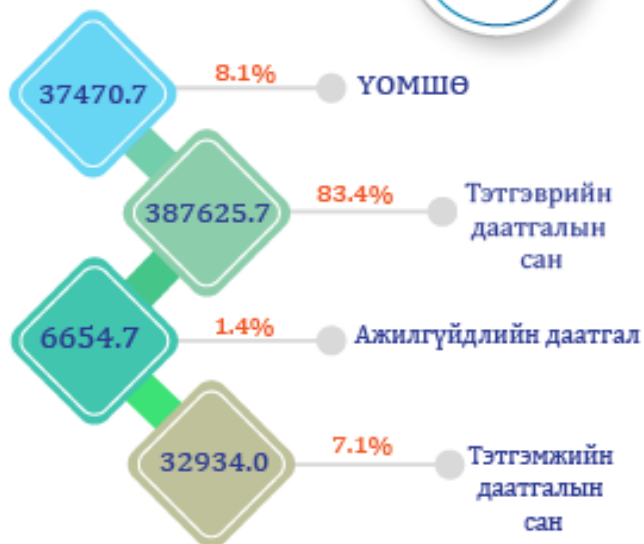 37470.7
8.1%
ҮОМШӨ
387625.7
83.4%
Тэтгэврийн
даатгалын
сан
6654.7
1.4%
Ажилгүйдлийн даатгал
32934.0
7.1%
Тэтгэмжийн
даатгалын
сан